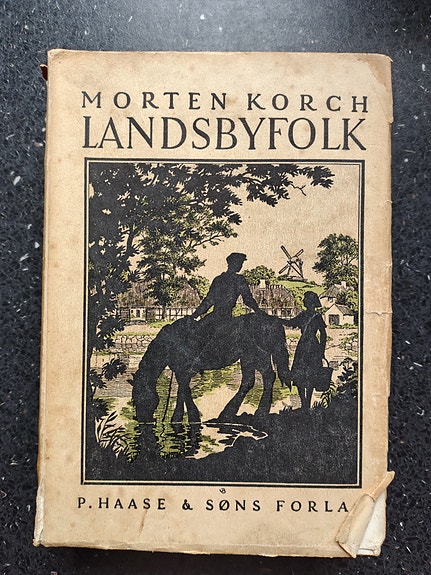 MORTEN KORCH
LANDSBYFOLK
P. HAASE & SØNS FORLA